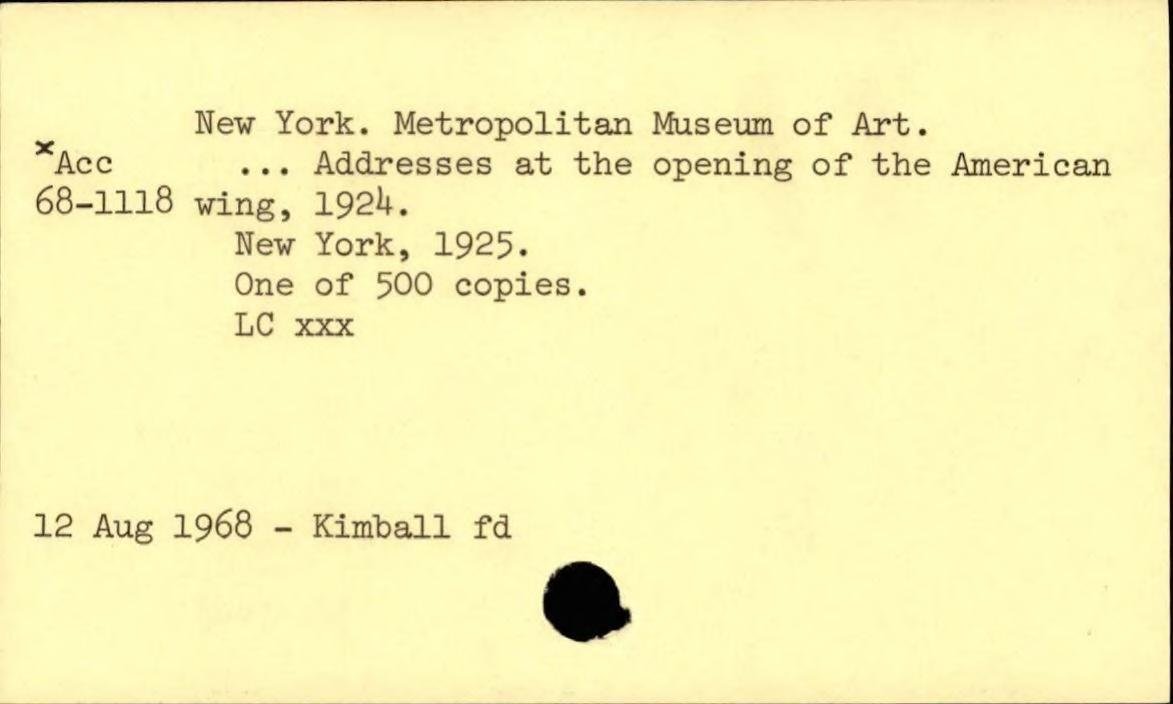 New York. Metropolitan Museum of Art.
xAcc ... Addresses at the opening of the American
68-1118 wing, 1924.
New York, 1925.
One of 500 copies.
LC xxx
12 Aug 1968 - Kimball fd